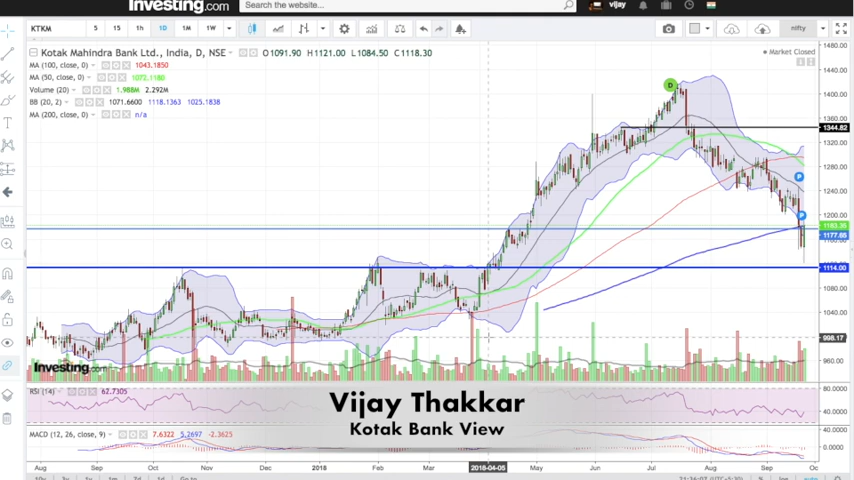 Investing.com Search the website... vijay
KTKM 5 15 1h 1D 1M 1W nifty
Kotak Mahindra Bank Ltd., India, D, NSE O1091.90 H1121.00 L1084.50 C1118.30
Market Closed
MA (100, close, 0) 1043.1850
MA (50, close, 0) 1072.1180
Volume (20) 1.988M 2.292M
BB (20, 2) 1071.6600 1118.1363 1025.1838
MA (200, close, 0) n/a
D
P
P
1480.00
1440.00
1400.00
1344.82
1320.00
1280.00
1240.00
1200.00
1183.35
1177.65
1114.00
1080.00
1040.00
998.17
960.00
Investing.com
RSI (14) 62.7305
80.0000
40.0000
Vijay Thakkar
Kotak Bank View
MACD (12, 26, close, 9) 7.6322 5.2697 -2.3625
40.0000
0.0000
Aug Sep Oct Nov Dec 2018 Feb Mar 2018-04-05 May Jun Jul Aug Sep Oct